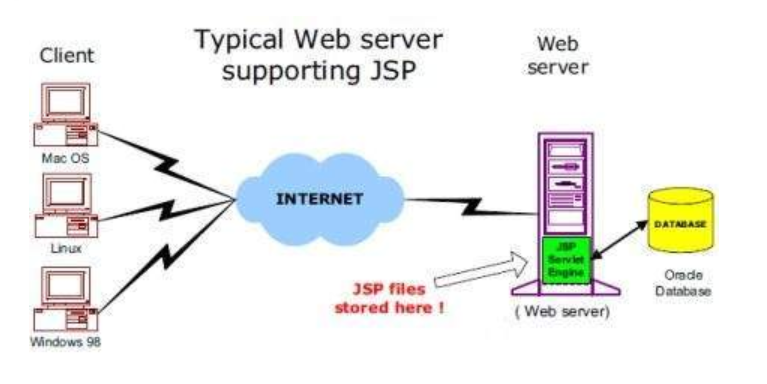 Typical Web server
supporting JSP
Client
Web
server
Mac OS
Linux
Windows 98
INTERNET
JSP
Servlet
Engine
DATABASE
Oracle
Database
JSP files
stored here !
( Web server)